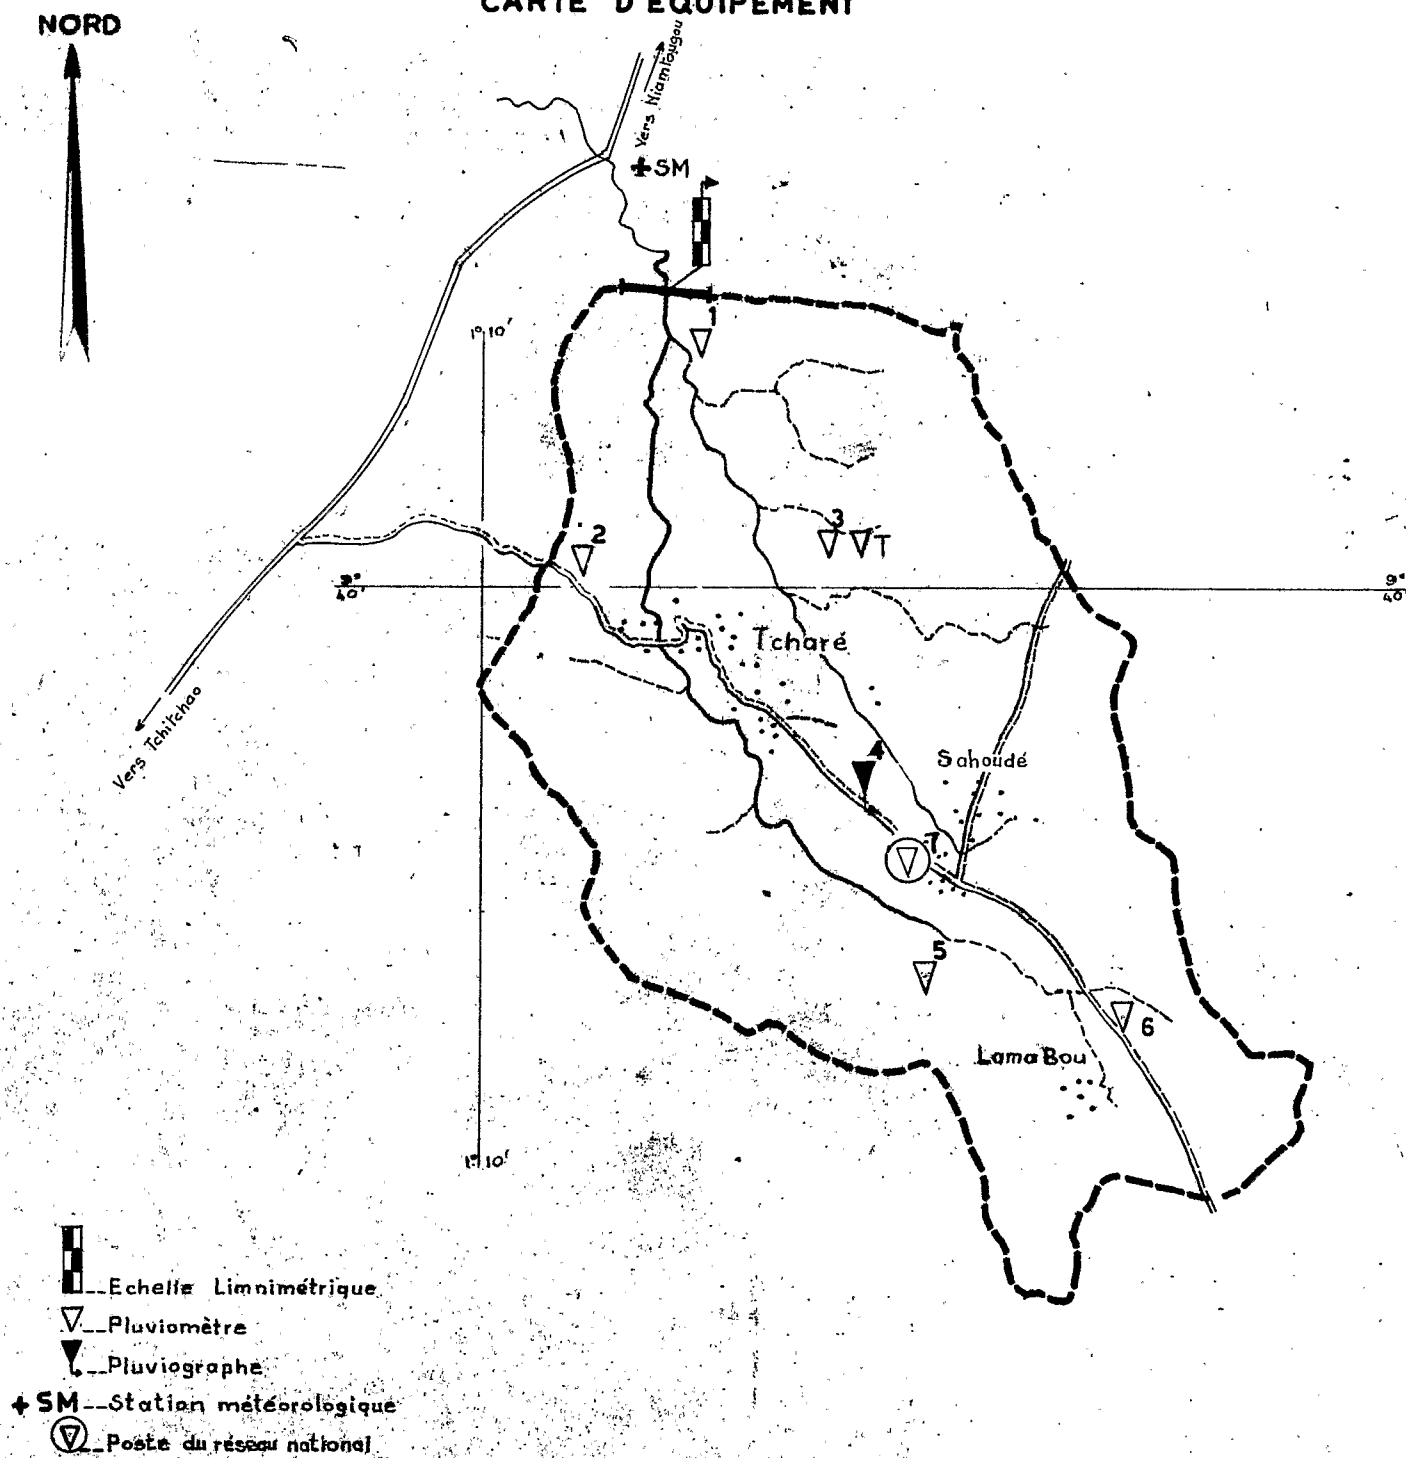 CARTE D'EQUIPEMENT
NORD
Vers Niamtougou
+SM
1°10'
1
2
3
T
9°
40'
9°
40'
Tcharé
Vers Tchitchao
4
Sahoudé
7
5
6
Lama Bou
1°10'
Echelle Limnimétrique
Pluviomètre
Pluviographe
+SM--Station météorologique
Poste du réseau national